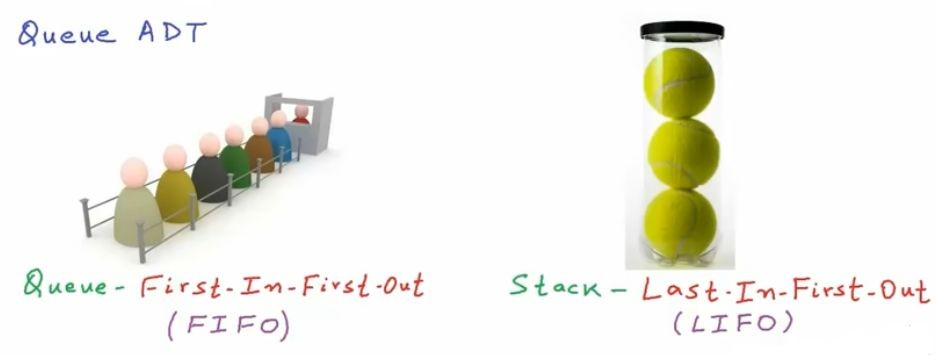 Queue ADT
Queue - First-In-First-Out
(FIFO)
Stack - Last-In-First-Out
(LIFO)